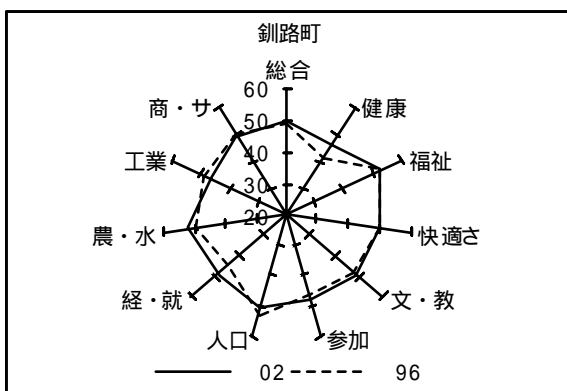 釧路町
総合
60
50
40
30
20
健康
福祉
快適さ
文・教
参加
人口
経・就
農・水
工業
商・サ
02
96